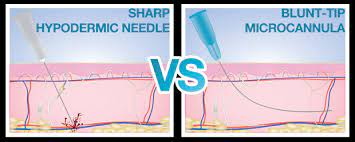 SHARP
HYPODERMIC NEEDLE
VS
BLUNT-TIP
MICROCANNULA